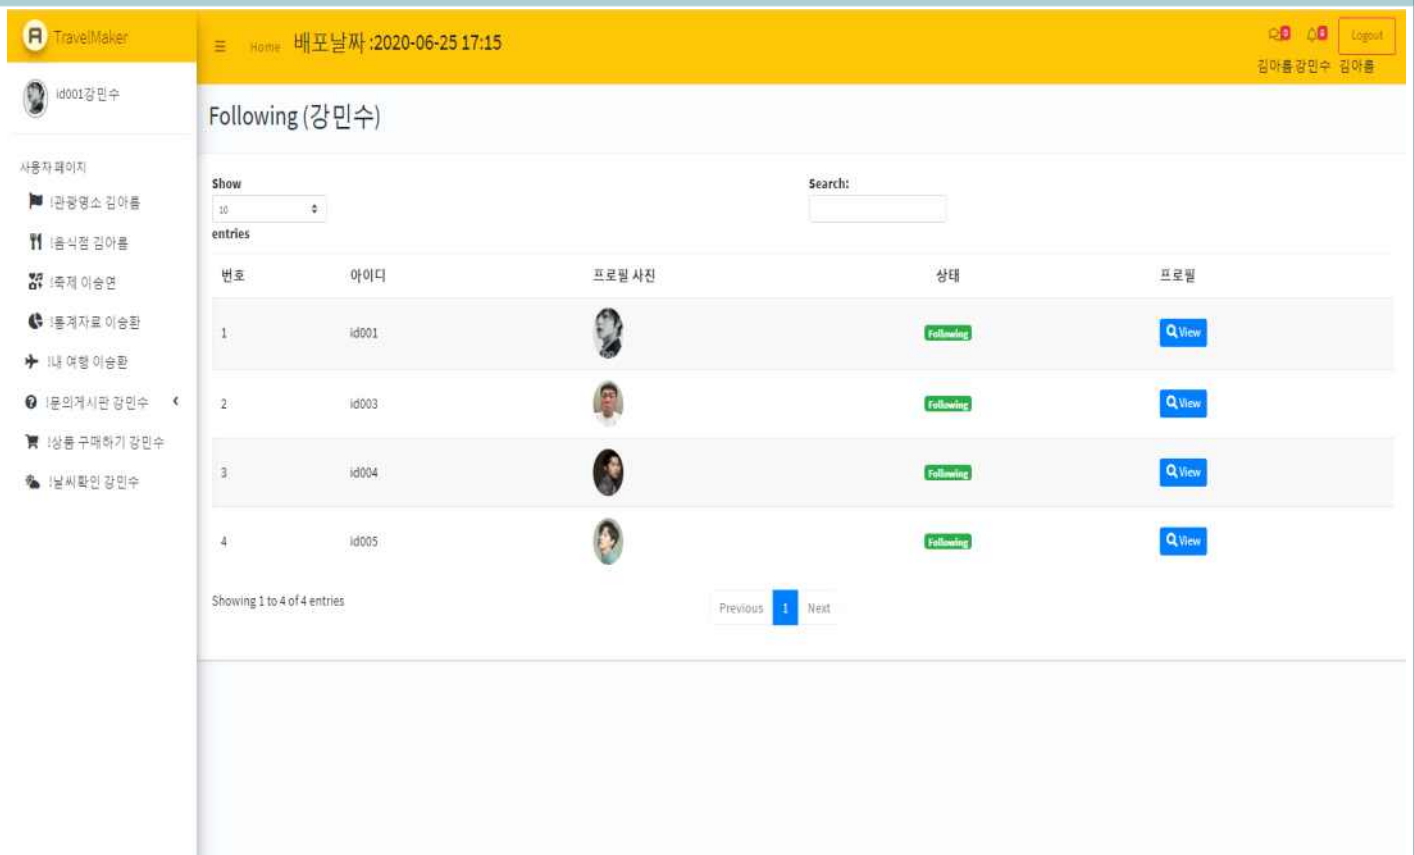 TravelMaker
Home 배포날짜 :2020-06-25 17:15
Logout
김아름강민수 김아름
id001강민수
Following (강민수)
사용자 페이지
!관광명소 김아름
!음식점 김아름
!축제 이승연
!통계자료 이승환
!내 여행 이승환
!문의게시판 강민수
!상품 구매하기 강민수
!날씨확인 강민수
Show
10
entries
Search:
번호 아이디 프로필 사진 상태 프로필
1 id001 Following View
2 id003 Following View
3 id004 Following View
4 id005 Following View
Showing 1 to 4 of 4 entries
Previous 1 Next